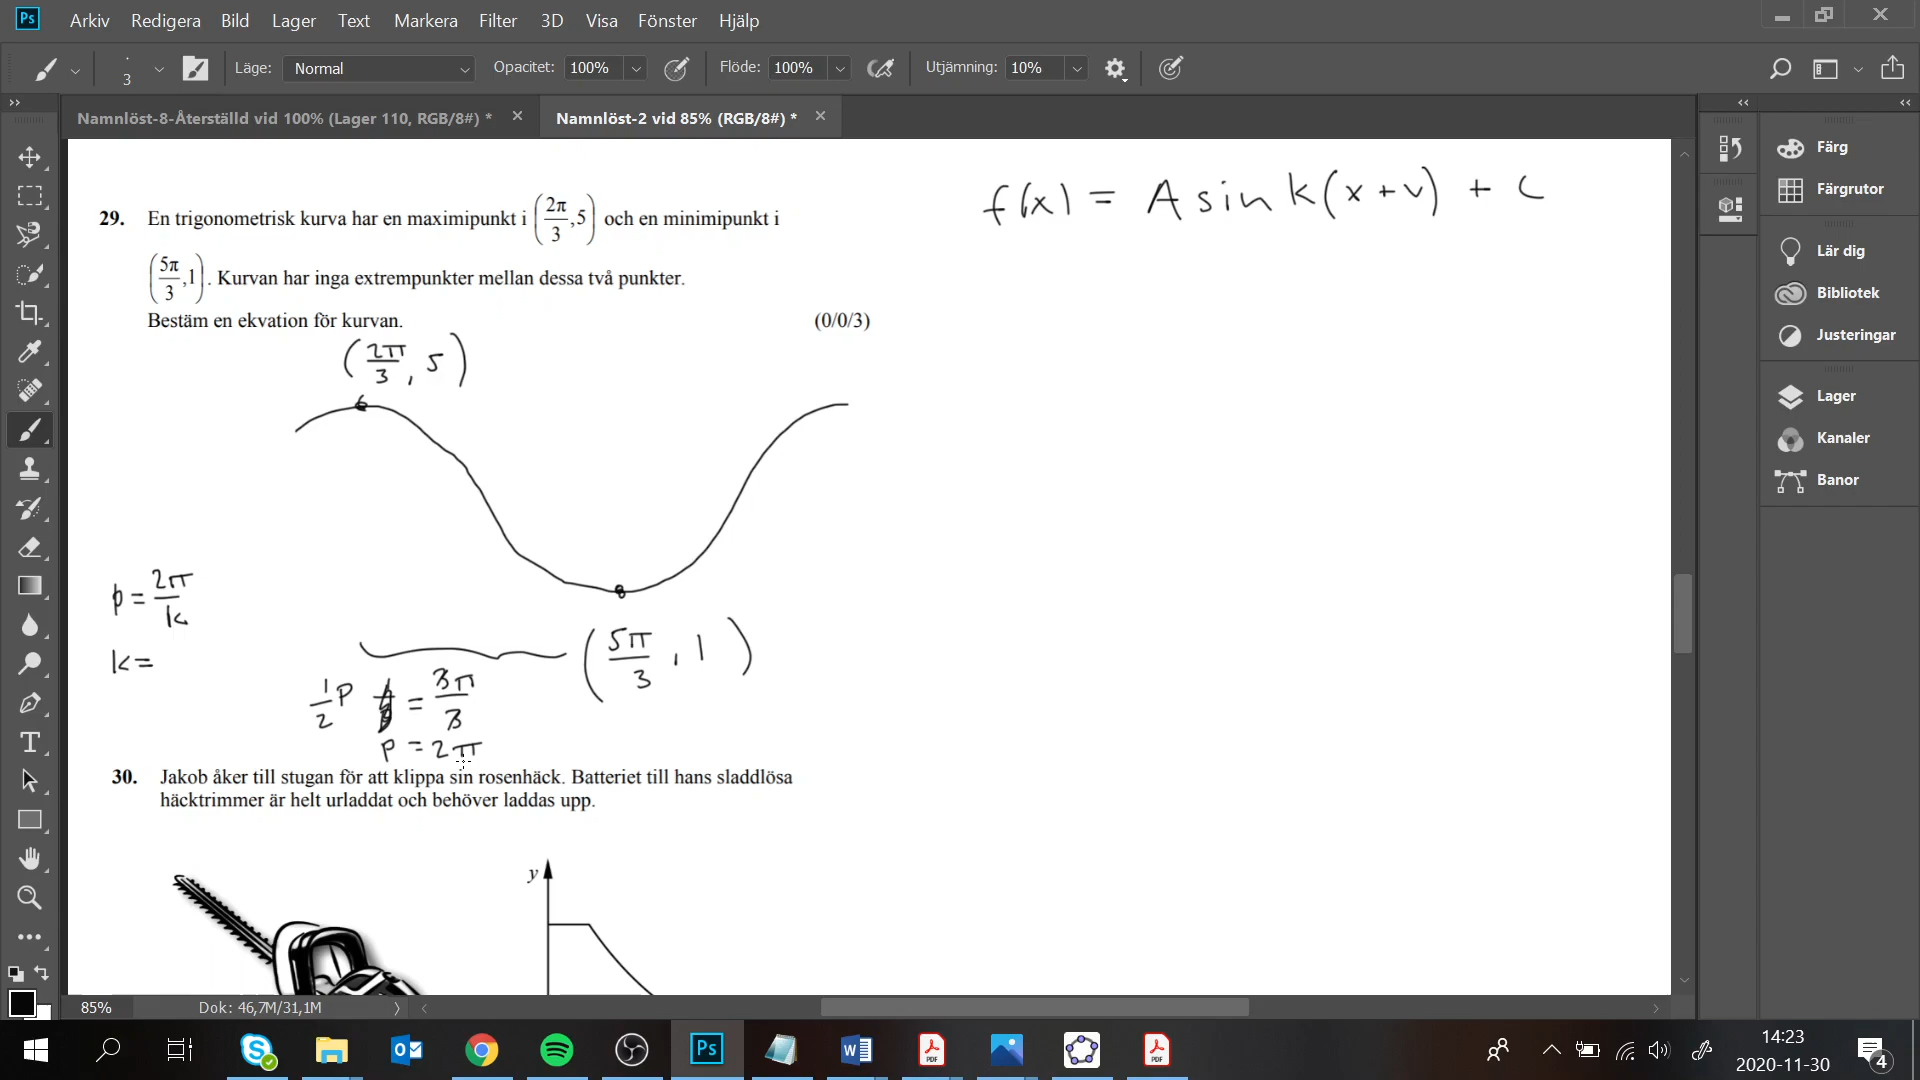 Ps Arkiv Redigera Bild Lager Text Markera Filter 3D Visa Fönster Hjälp
3 Läge: Normal Opacitet: 100% Flöde: 100% Utjämning: 10%
Namnlöst-8-Återställd vid 100% (Lager 110, RGB/8#) * Namnlöst-2 vid 85% (RGB/8#) *
f(x) = A sin k(x+v) + C
29. En trigonometrisk kurva har en maximipunkt i (2π/3, 5) och en minimipunkt i
(5π/3, 1). Kurvan har inga extrempunkter mellan dessa två punkter.
Bestäm en ekvation för kurvan. (0/0/3)
(2π/3, 5)
p = 2π/k
k =
(5π/3, 1)
1/2 P = 3π/3
P = 2π
30. Jakob åker till stugan för att klippa sin rosenhäck. Batteriet till hans sladdlösa
häcktrimmer är helt urladdat och behöver laddas upp.
y
Färg
Färgrutor
Lär dig
Bibliotek
Justeringar
Lager
Kanaler
Banor
85% Dok: 46,7M/31,1M
14:23
2020-11-30
4